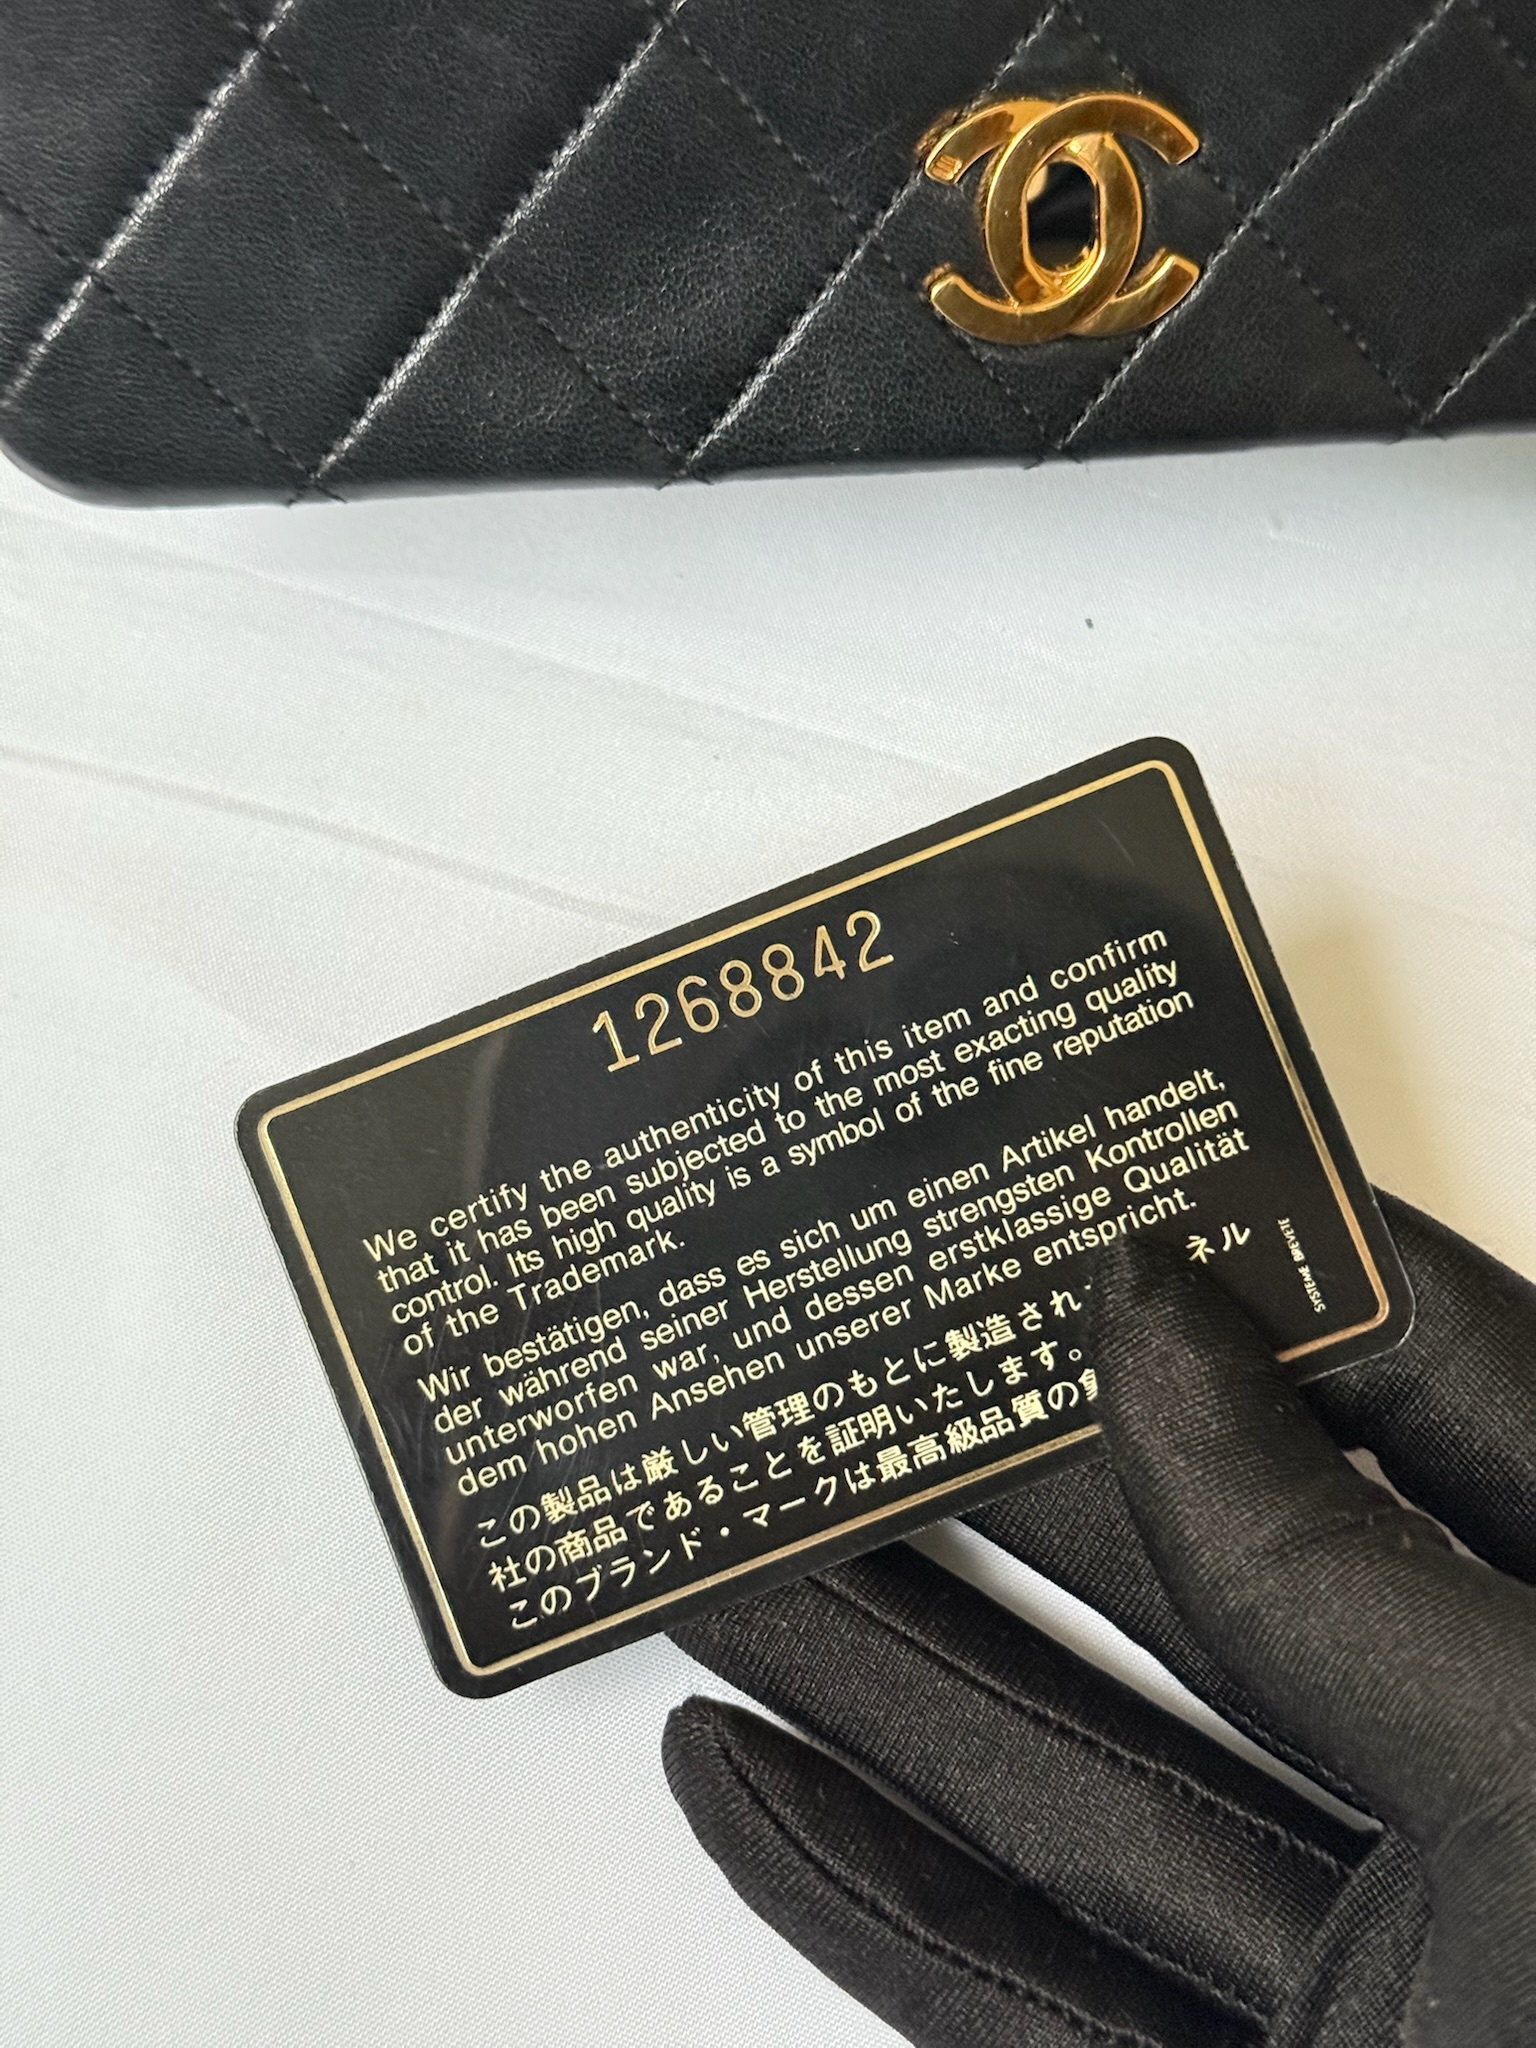 1268842
We certify the authenticity of this item and confirm
that it has been subjected to the most exacting quality
control. Its high quality is a symbol of the fine reputation
of the Trademark.
Wir bestätigen, dass es sich um einen Artikel handelt,
der während seiner Herstellung strengsten Kontrollen
unterworfen war, und dessen erstklassige Qualität
dem hohen Ansehen unserer Marke entspricht.
この製品は厳しい管理のもとに製造され ネル
社の商品であることを証明いたします。
このブランド・マークは最高級品質の
SYSTEME BREVETE